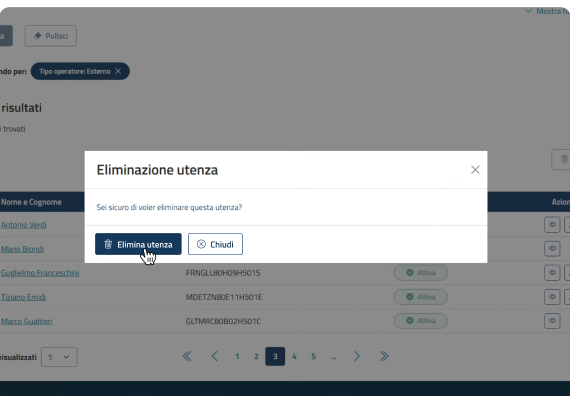 Mostra
Pulisci
ndo per: Tipo operatore: Esterno
risultati
i trovati
Eliminazione utenza
Sei sicuro di voler eliminare questa utenza?
Elimina utenza Chiudi
Nome e Cognome Azion
Antonio Verdi
Mario Biondi
Guglielmo Franceschini FRNGLL80H09H501S Attiva
Tiziano Emidi MDETZN80E11H501E Attiva
Marco Gualtieri GLTMRC80B02H501C Attiva
visualizzati 5 1 2 3 4 5 ...